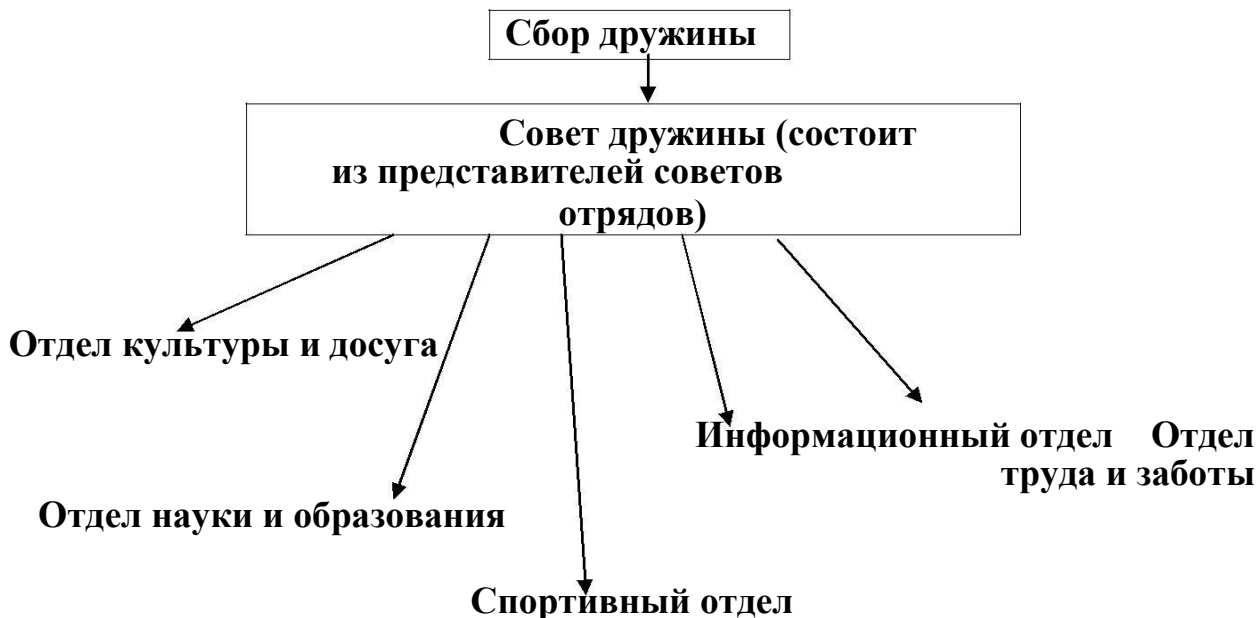 Сбор дружины
Совет дружины (состоит
из представителей советов
отрядов)
Отдел культуры и досуга
Информационный отдел Отдел
труда и заботы
Отдел науки и образования
Спортивный отдел